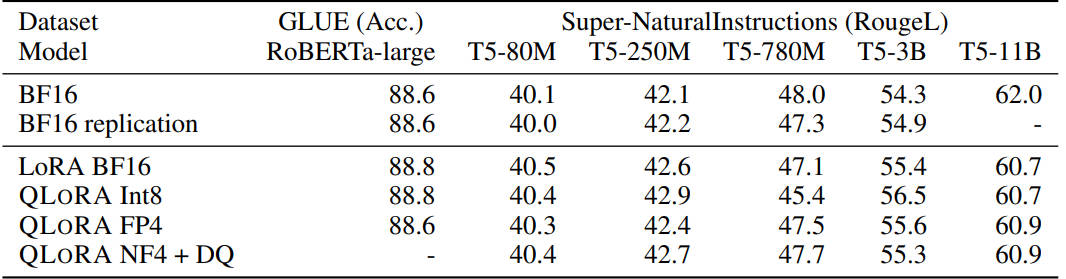 Dataset GLUE (Acc.) Super-NaturalInstructions (RougeL)
Model RoBERTa-large T5-80M T5-250M T5-780M T5-3B T5-11B
BF16 88.6 40.1 42.1 48.0 54.3 62.0
BF16 replication 88.6 40.0 42.2 47.3 54.9 -
LoRA BF16 88.8 40.5 42.6 47.1 55.4 60.7
QLORA Int8 88.8 40.4 42.9 45.4 56.5 60.7
QLORA FP4 88.6 40.3 42.4 47.5 55.6 60.9
QLORA NF4 + DQ - 40.4 42.7 47.7 55.3 60.9